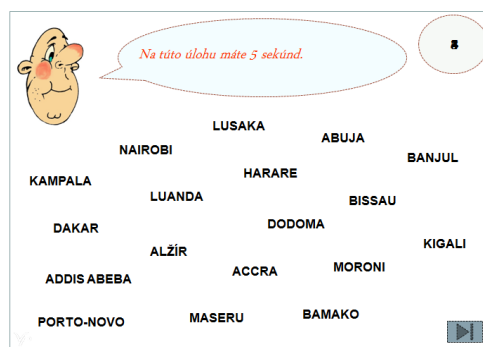 Na túto úlohu máte 5 sekúnd.
LUSAKA
ABUJA
NAIROBI
BANJUL
HARARE
KAMPALA
LUANDA
BISSAU
DODOMA
DAKAR
KIGALI
ALŽÍR
MORONI
ACCRA
ADDIS ABEBA
BAMAKO
MASERU
PORTO-NOVO